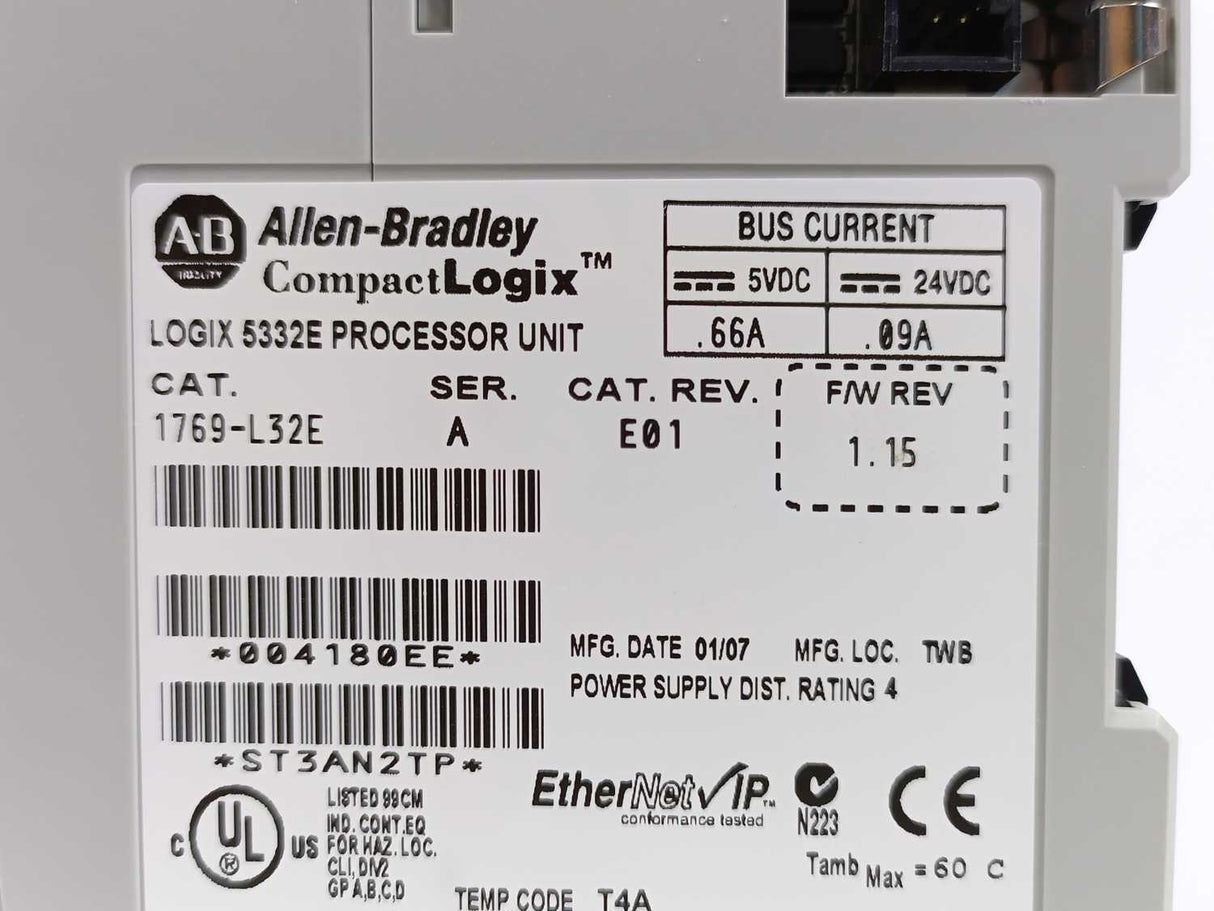 A-B
QUALITY
Allen-Bradley
CompactLogix™
LOGIX 5332E PROCESSOR UNIT
BUS CURRENT
5VDC 24VDC
.66A .09A
CAT. SER. CAT. REV. F/W REV
1769-L32E A E01 1.15
*004180EE*
MFG. DATE 01/07 MFG. LOC. TWB
POWER SUPPLY DIST. RATING 4
*ST3AN2TP*
C UL ® US
LISTED 99CM
IND. CONT.EQ
FOR HAZ. LOC.
CLI, DIV2
GP A,B,C,D
EtherNet/IP™
conformance tested
N223
CE
Tamb Max = 60 C
TEMP CODE T4A